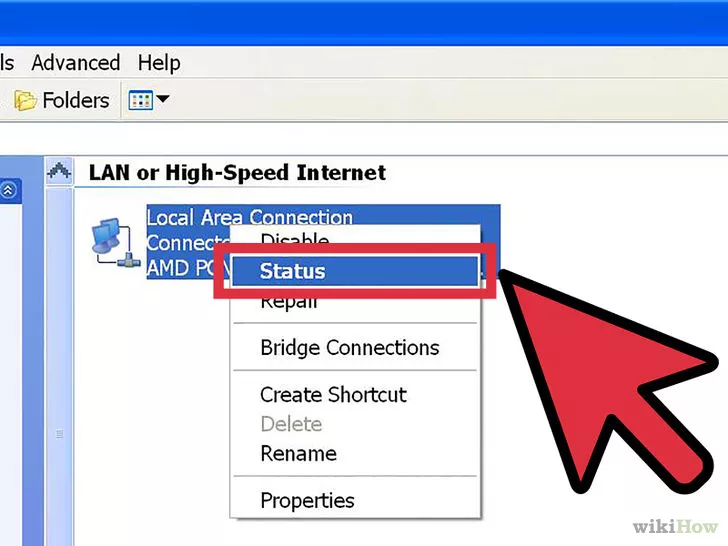 ls Advanced Help
Folders
LAN or High-Speed Internet
Local Area Connection
Connecte
AMD PCN
Disable
Status
Repair
Bridge Connections
Create Shortcut
Delete
Rename
Properties
wikiHow